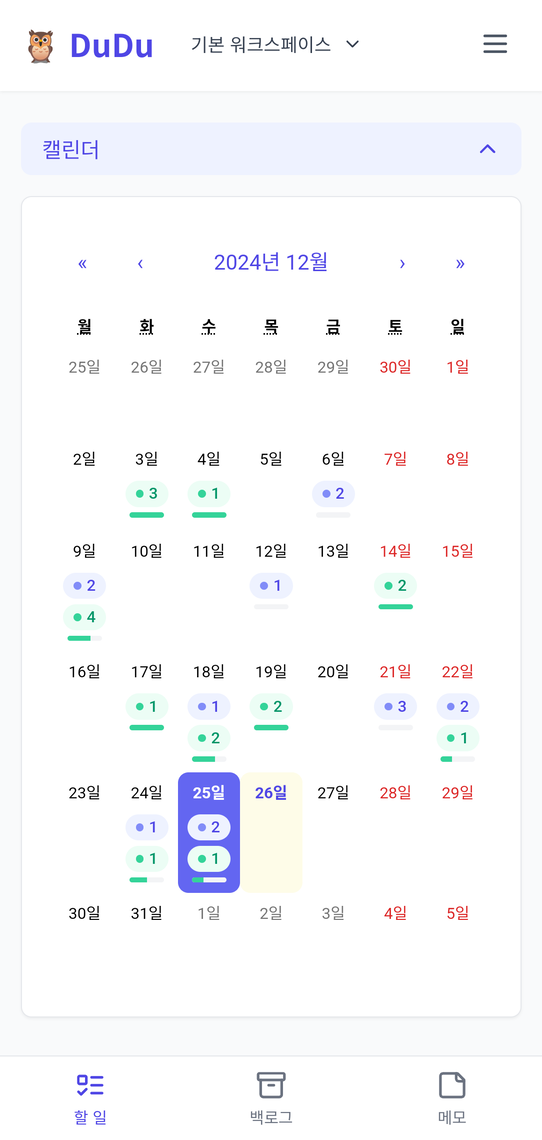 DuDu 기본 워크스페이스
캘린더
« ‹ 2024년 12월 › »
월 화 수 목 금 토 일
25일 26일 27일 28일 29일 30일 1일
2일 3일 4일 5일 6일 7일 8일
3 1 2
9일 10일 11일 12일 13일 14일 15일
2 1 2
4
16일 17일 18일 19일 20일 21일 22일
1 1 2 3 2
2 1
23일 24일 25일 26일 27일 28일 29일
1 2
1 1
30일 31일 1일 2일 3일 4일 5일
할 일 백로그 메모